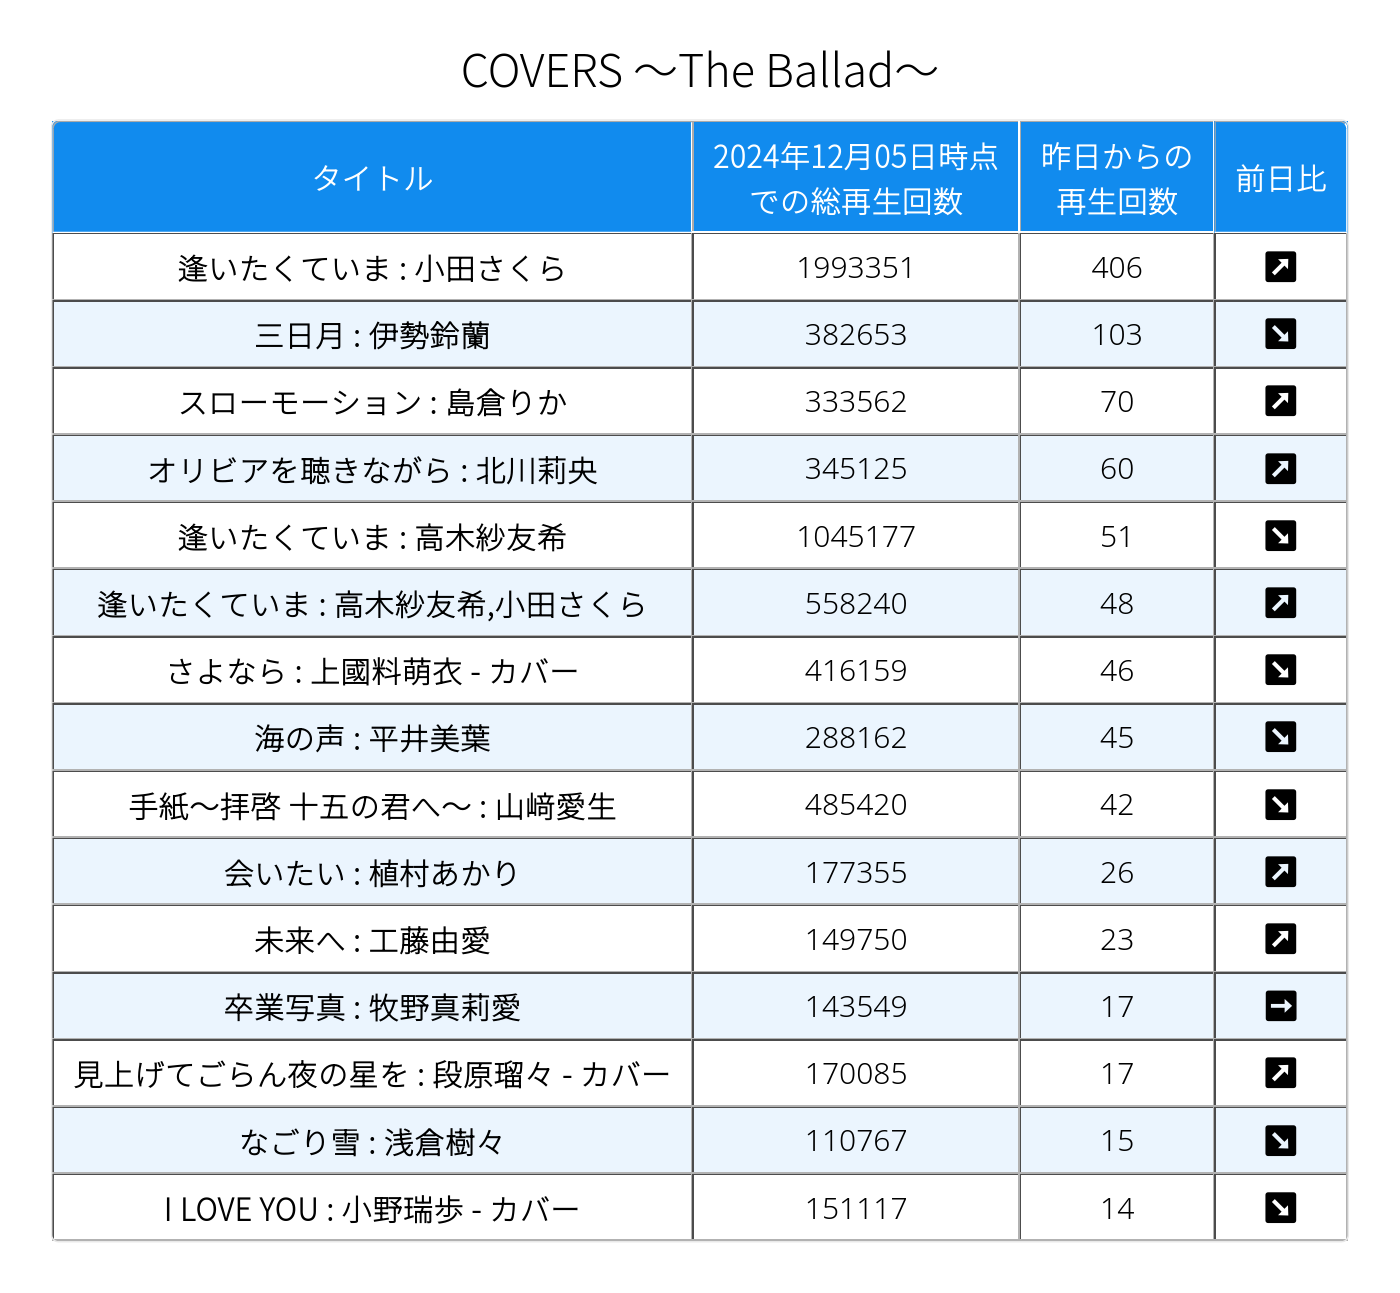 COVERS ～The Ballad～
タイトル 2024年12月05日時点での総再生回数 昨日からの再生回数 前日比
逢いたくていま : 小田さくら 1993351 406 ↗
三日月 : 伊勢鈴蘭 382653 103 ↘
スローモーション : 島倉りか 333562 70 ↗
オリビアを聴きながら : 北川莉央 345125 60 ↗
逢いたくていま : 高木紗友希 1045177 51 ↘
逢いたくていま : 高木紗友希,小田さくら 558240 48 ↗
さよなら : 上國料萌衣 - カバー 416159 46 ↘
海の声 : 平井美葉 288162 45 ↘
手紙～拝啓 十五の君へ～ : 山﨑愛生 485420 42 ↘
会いたい : 植村あかり 177355 26 ↗
未来へ : 工藤由愛 149750 23 ↗
卒業写真 : 牧野真莉愛 143549 17 →
見上げてごらん夜の星を : 段原瑠々 - カバー 170085 17 ↗
なごり雪 : 浅倉樹々 110767 15 ↘
I LOVE YOU : 小野瑞歩 - カバー 151117 14 ↘